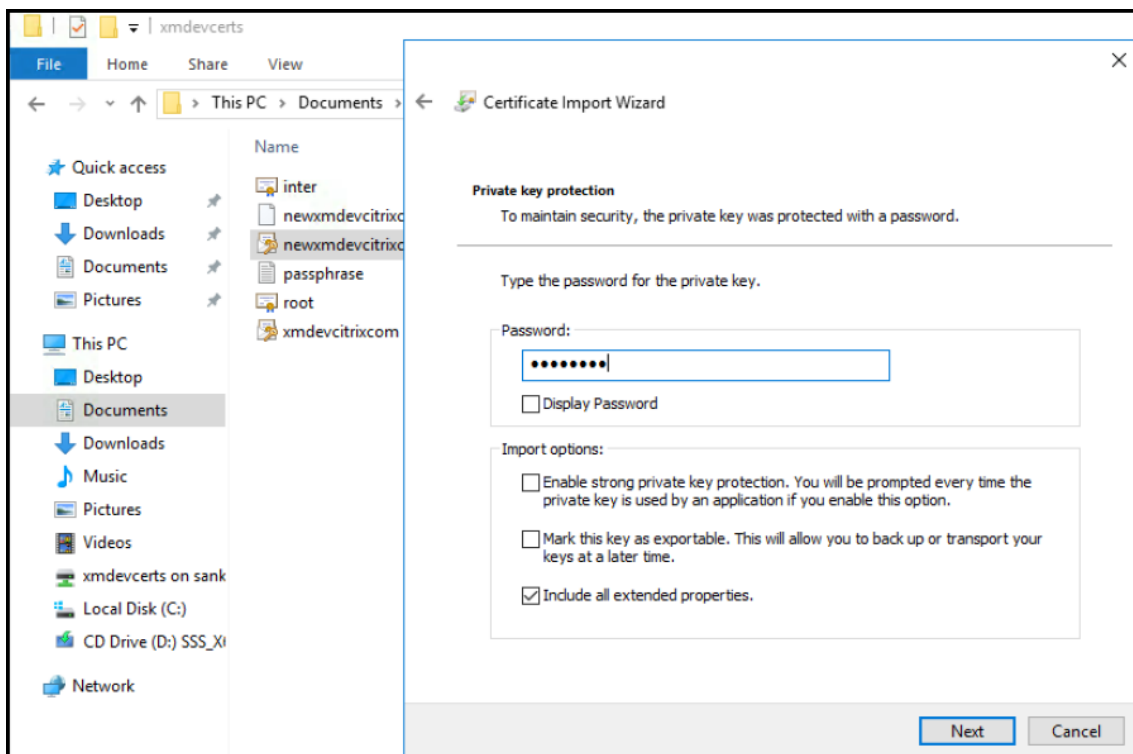 xmdevcerts
File Home Share View
This PC > Documents >
Quick access
Desktop
Downloads
Documents
Pictures
This PC
Desktop
Documents
Downloads
Music
Pictures
Videos
xmdevcerts on sank
Local Disk (C:)
CD Drive (D:) SSS_X
Network
Name
inter
newxmdevcitrixc
newxmdevcitrixc
passphrase
root
xmdevcitrixcom
Certificate Import Wizard
Private key protection
To maintain security, the private key was protected with a password.
Type the password for the private key.
Password:
••••••••
Display Password
Import options:
Enable strong private key protection. You will be prompted every time the
private key is used by an application if you enable this option.
Mark this key as exportable. This will allow you to back up or transport your
keys at a later time.
Include all extended properties.
Next Cancel